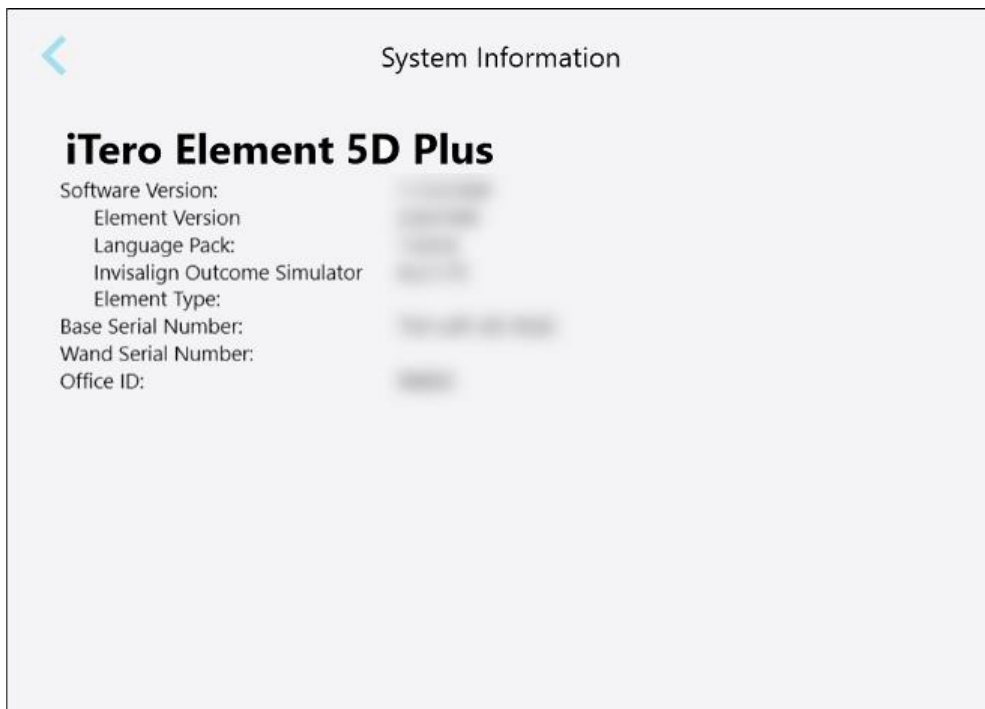 System Information
iTero Element 5D Plus
Software Version:
Element Version
Language Pack:
Invisalign Outcome Simulator
Element Type:
Base Serial Number:
Wand Serial Number:
Office ID: